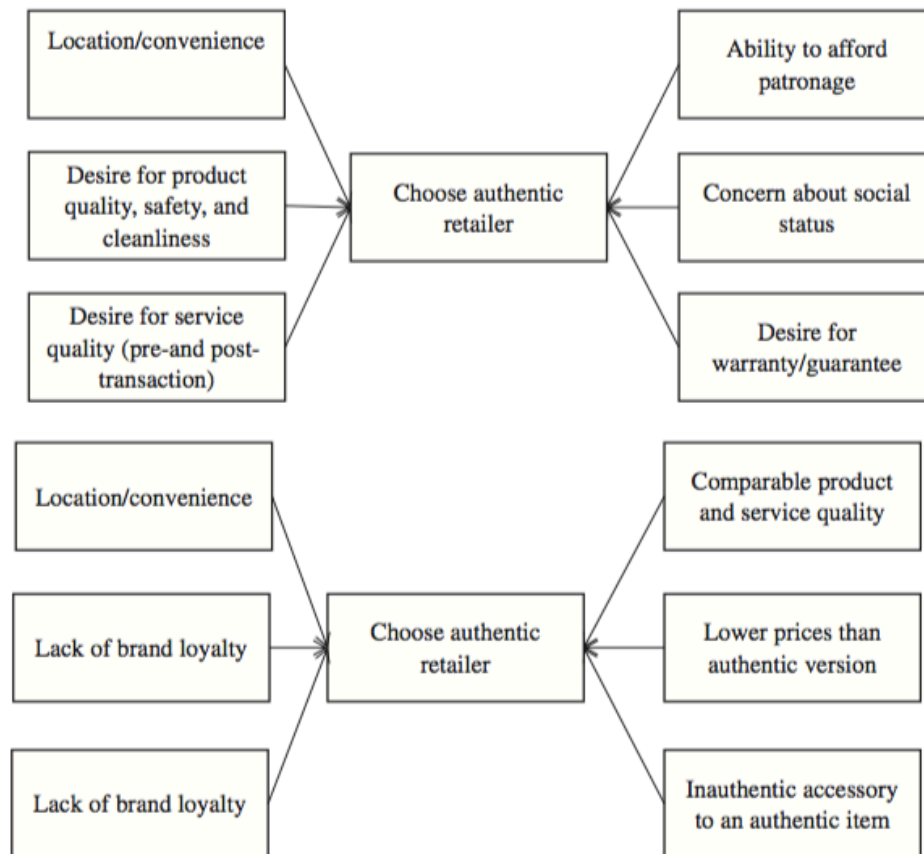 Location/convenience
Desire for product
quality, safety, and
cleanliness
Desire for service
quality (pre-and post-
transaction)
Choose authentic
retailer
Ability to afford
patronage
Concern about social
status
Desire for
warranty/guarantee
Location/convenience
Lack of brand loyalty
Lack of brand loyalty
Choose authentic
retailer
Comparable product
and service quality
Lower prices than
authentic version
Inauthentic accessory
to an authentic item